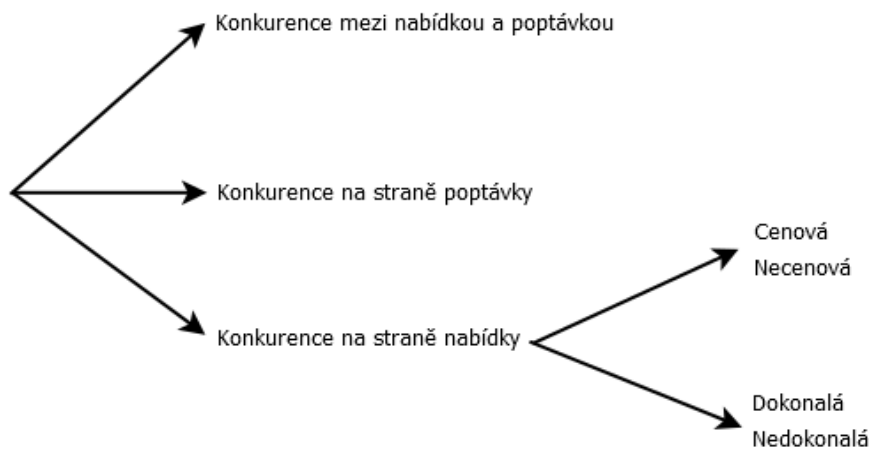 Konkurence mezi nabídkou a poptávkou
Konkurence na straně poptávky
Konkurence na straně nabídky
Cenová
Necenová
Dokonalá
Nedokonalá